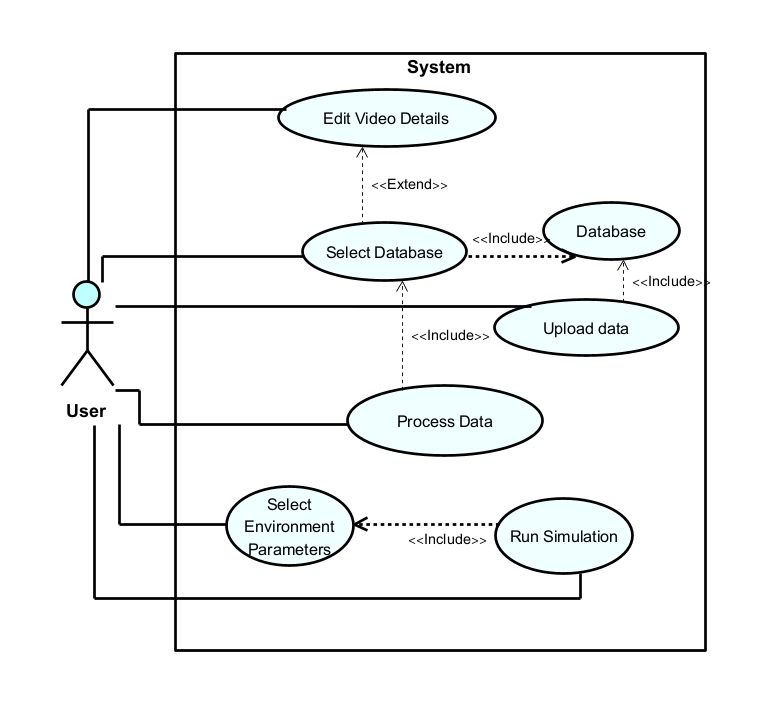 System
Edit Video Details
<<Extend>>
Database
<<Include>>
Select Database
<<Include>>
Upload data
<<Include>>
User
Process Data
Select
Environment
Parameters
Run Simulation
<<Include>>